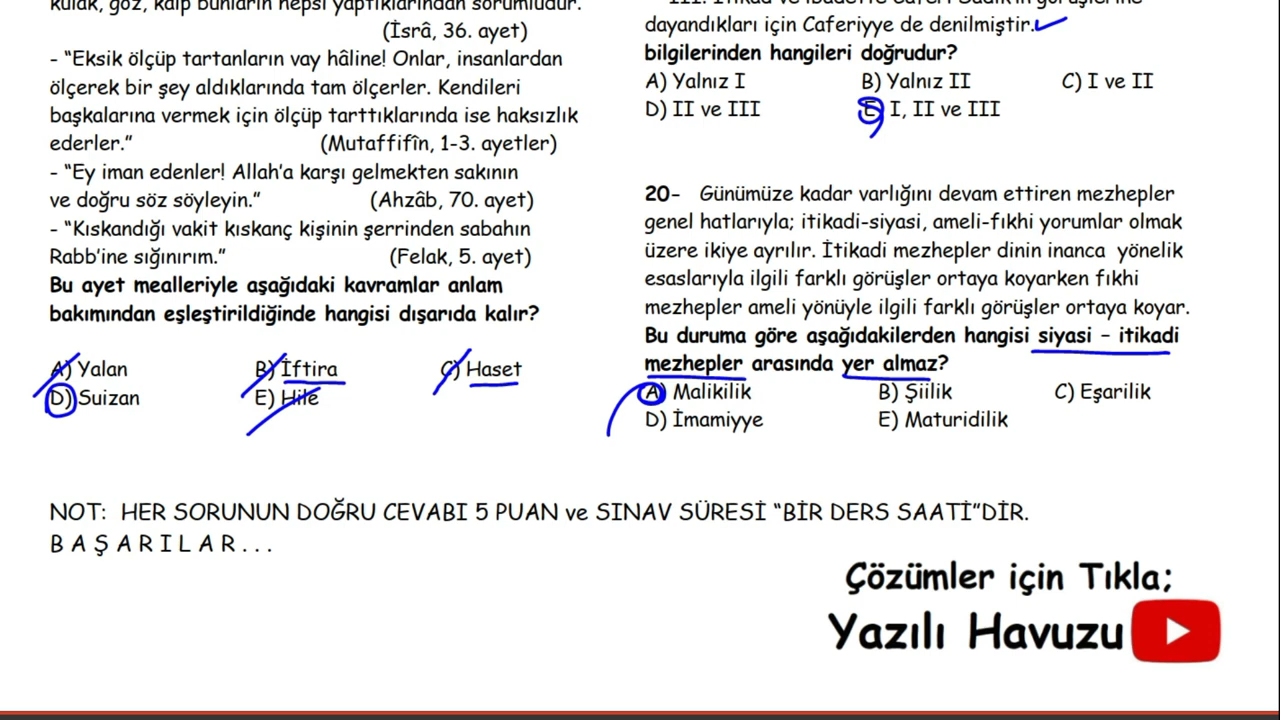 kulak, göz, kalp bunların hepsi yaptıklarından sorumludur.”
(İsrâ, 36. ayet)
- “Eksik ölçüp tartanların vay hâline! Onlar, insanlardan
ölçerek bir şey aldıklarında tam ölçerler. Kendileri
başkalarına vermek için ölçüp tarttıklarında ise haksızlık
ederler.” (Mutaffifîn, 1-3. ayetler)
- “Ey iman edenler! Allah’a karşı gelmekten sakının
ve doğru söz söyleyin.” (Ahzâb, 70. ayet)
- “Kıskandığı vakit kıskanç kişinin şerrinden sabahın
Rabb’ine sığınırım.” (Felak, 5. ayet)
Bu ayet mealleriyle aşağıdaki kavramlar anlam
bakımından eşleştirildiğinde hangisi dışarıda kalır?
A) Yalan B) İftira C) Haset
D) Suizan E) Hile
III. İtikad ve ibadette Caferi Sadık’ın görüşlerine
dayandıkları için Caferiyye de denilmiştir.
bilgilerinden hangileri doğrudur?
A) Yalnız I B) Yalnız II C) I ve II
D) II ve III E) I, II ve III
20- Günümüze kadar varlığını devam ettiren mezhepler
genel hatlarıyla; itikadi-siyasi, ameli-fıkhi yorumlar olmak
üzere ikiye ayrılır. İtikadi mezhepler dinin inanca yönelik
esaslarıyla ilgili farklı görüşler ortaya koyarken fıkhi
mezhepler ameli yönüyle ilgili farklı görüşler ortaya koyar.
Bu duruma göre aşağıdakilerden hangisi siyasi – itikadi
mezhepler arasında yer almaz?
A) Malikilik B) Şiilik C) Eşarilik
D) İmamiyye E) Maturidilik
NOT: HER SORUNUN DOĞRU CEVABI 5 PUAN ve SINAV SÜRESİ “BİR DERS SAATİ”DİR.
B A Ş A R I L A R . . .
Çözümler için Tıkla;
Yazılı Havuzu